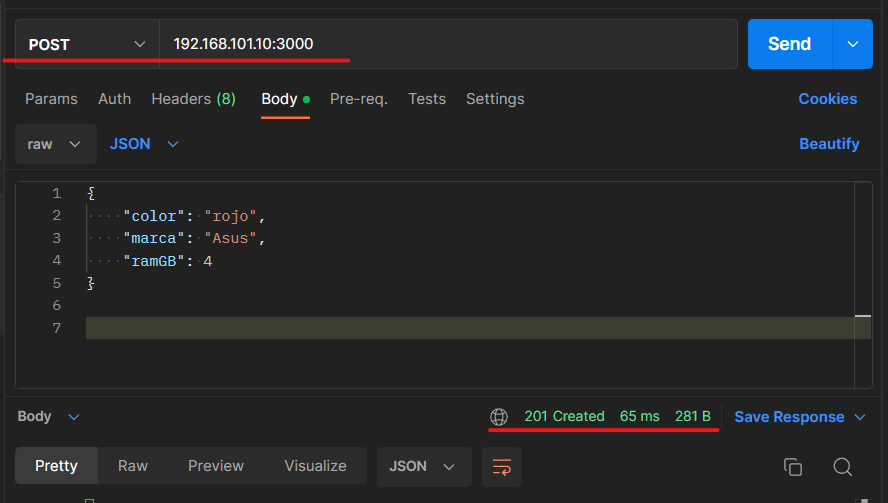 POST 192.168.101.10:3000 Send
Params Auth Headers (8) Body Pre-req. Tests Settings Cookies
raw JSON Beautify
1 {
2 "color": "rojo",
3 "marca": "Asus",
4 "ramGB": 4
5 }
6
7
Body 201 Created 65 ms 281 B Save Response
Pretty Raw Preview Visualize JSON